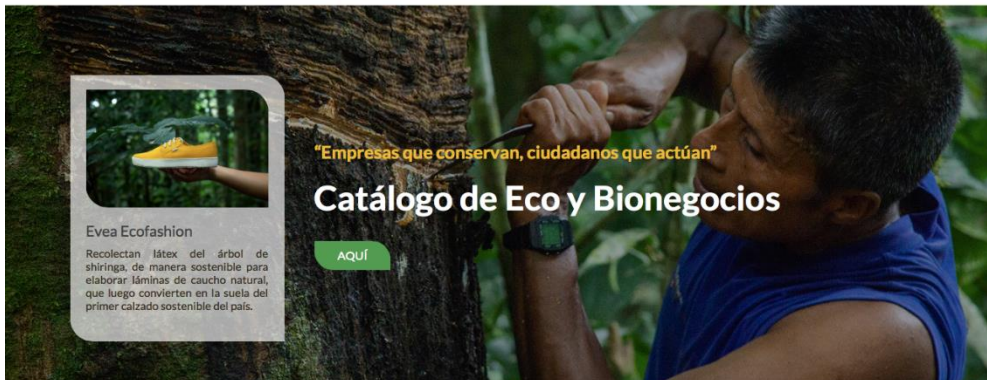 Evea Ecofashion
Recolectan látex del árbol de
shiringa, de manera sostenible para
elaborar láminas de caucho natural,
que luego convierten en la suela del
primer calzado sostenible del país.
“Empresas que conservan, ciudadanos que actúan”
Catálogo de Eco y Bionegocios
AQUÍ